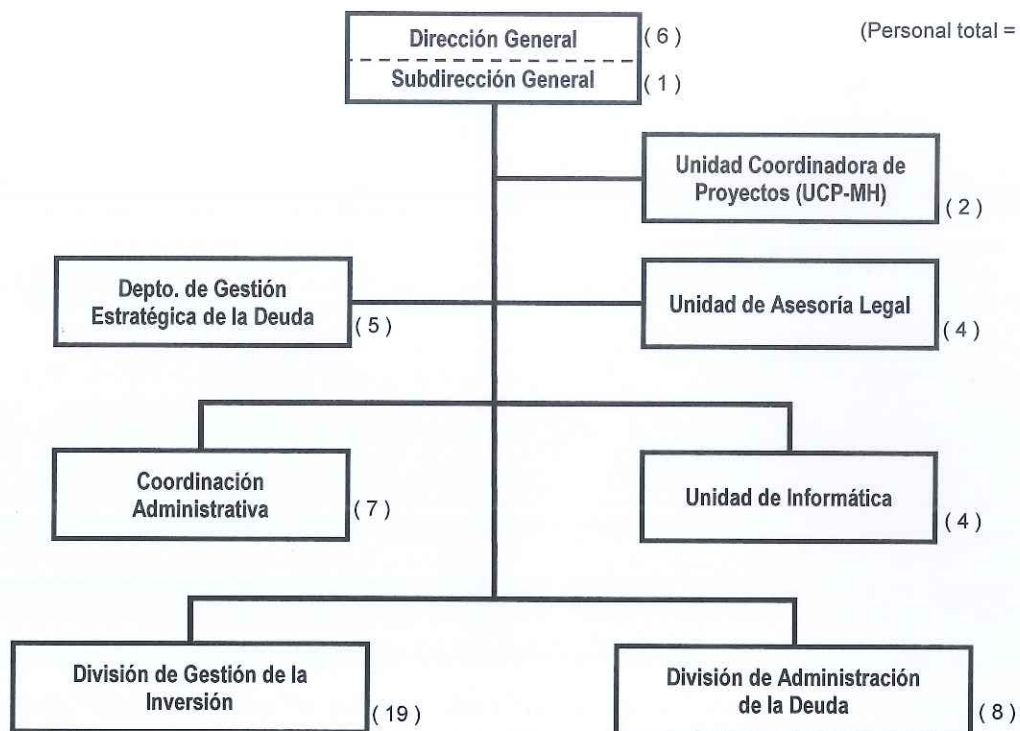 Dirección General
( 6 )
(Personal total =
Subdirección General
( 1 )
Unidad Coordinadora de
Proyectos (UCP-MH)
( 2 )
Depto. de Gestión
Estratégica de la Deuda
( 5 )
Unidad de Asesoría Legal
( 4 )
Coordinación
Administrativa
( 7 )
Unidad de Informática
( 4 )
División de Gestión de la
Inversión
( 19 )
División de Administración
de la Deuda
( 8 )